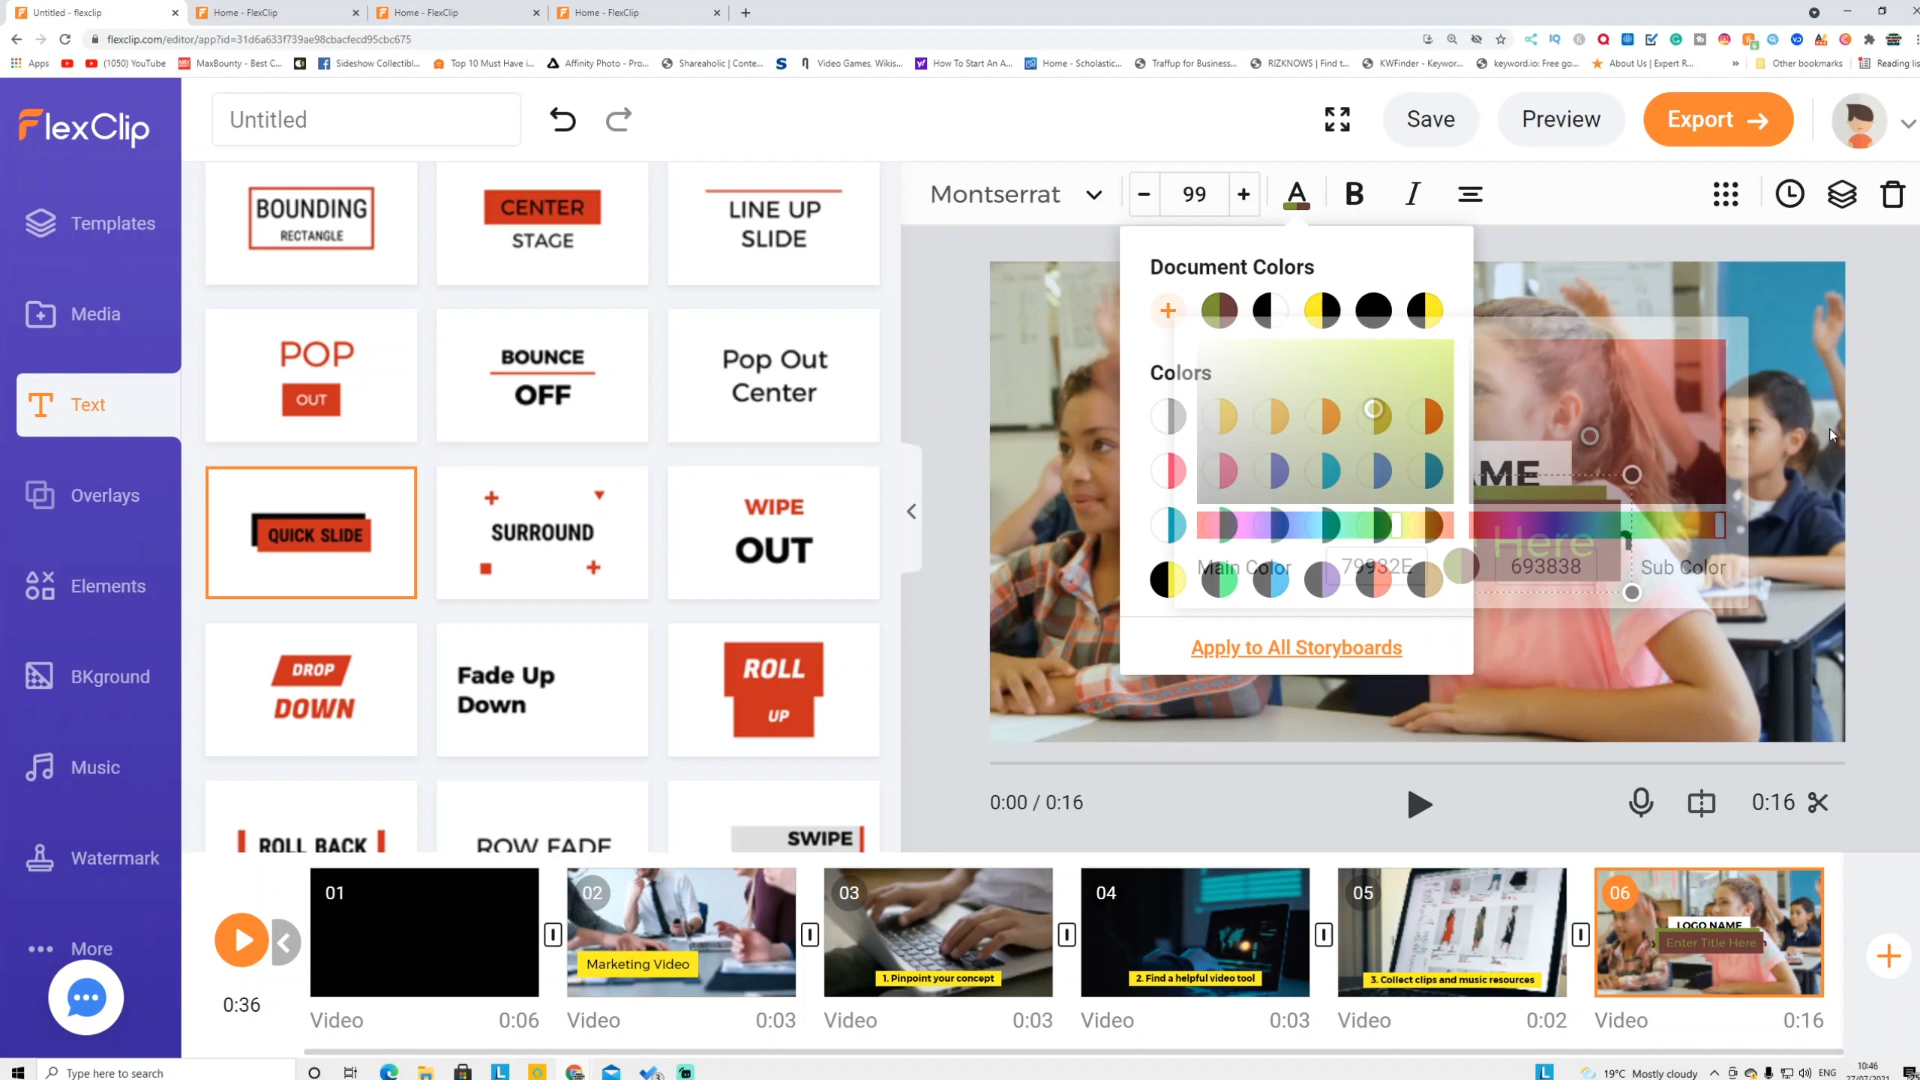 Untitled - flexclip
Home - FlexClip
Home - FlexClip
Home - FlexClip
flexclip.com/editor/app?id=31d6a633f739ae98cbacfecd95cbc675
Apps
(1050) YouTube
MaxBounty - Best C...
Sideshow Collectibl...
Top 10 Must Have i...
Affinity Photo - Pro...
Shareaholic | Conte...
Video Games, Wikis...
How To Start An A...
Home - Scholastic...
Traffup for Business...
RIZKNOWS | Find t...
KWFinder - Keywor...
keyword.io: Free go...
About Us | Expert R...
Other bookmarks
Reading list
FlexClip
Untitled
Save
Preview
Export
Templates
Media
Text
Overlays
Elements
BKground
Music
Watermark
More
BOUNDING
RECTANGLE
CENTER
STAGE
LINE UP
SLIDE
POP
OUT
BOUNCE
OFF
Pop Out
Center
QUICK SLIDE
SURROUND
WIPE
OUT
DROP
DOWN
Fade Up
Down
ROLL
UP
ROLL BACK
ROW FADE
SWIPE
Montserrat
99
Document Colors
Colors
Main Color
79932E
693838
Sub Color
Apply to All Storyboards
AME
Here
0:00 / 0:16
0:16
0:36
01
Video 0:06
02
Marketing Video
Video 0:03
03
1. Pinpoint your concept
Video 0:03
04
2. Find a helpful video tool
Video 0:03
05
3. Collect clips and music resources
Video 0:02
06
LOGO NAME
Enter Title Here
Video 0:16
Type here to search
19°C Mostly cloudy
ENG
10:46
27/07/2021